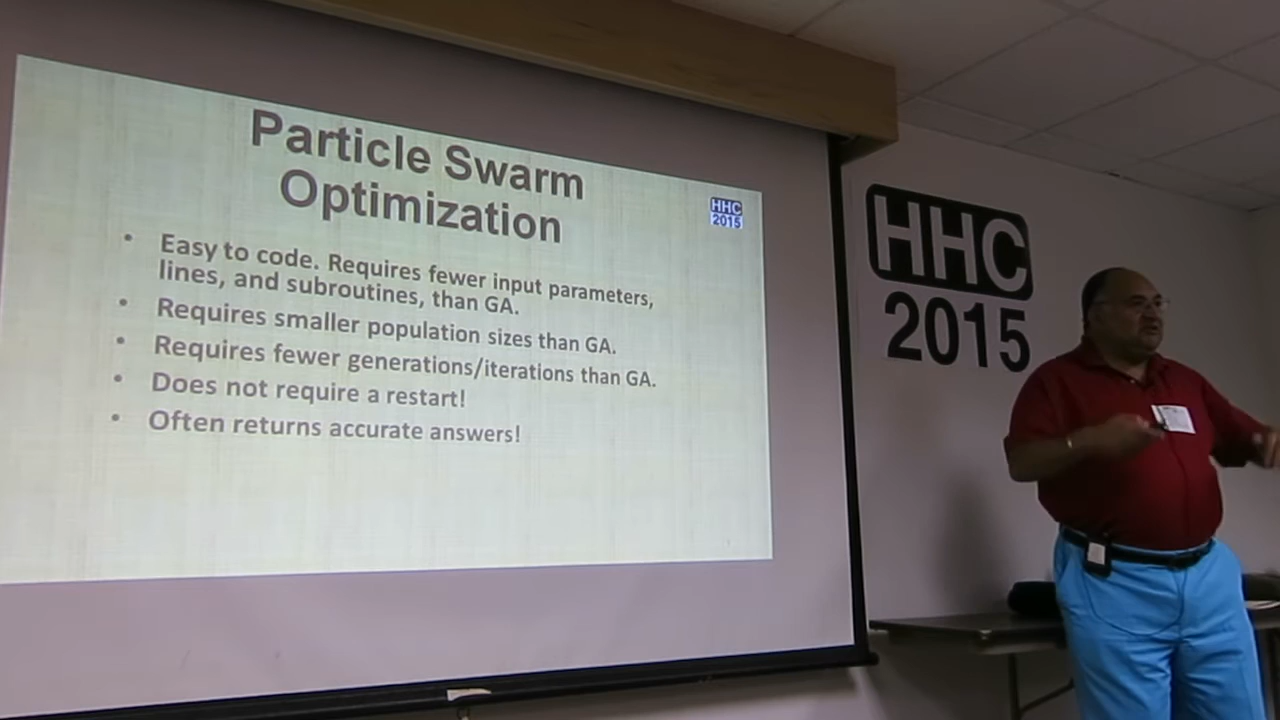 Particle Swarm
Optimization
HHC
2015
• Easy to code. Requires fewer input parameters,
lines, and subroutines, than GA.
• Requires smaller population sizes than GA.
• Requires fewer generations/iterations than GA.
• Does not require a restart!
• Often returns accurate answers!
HHC
2015